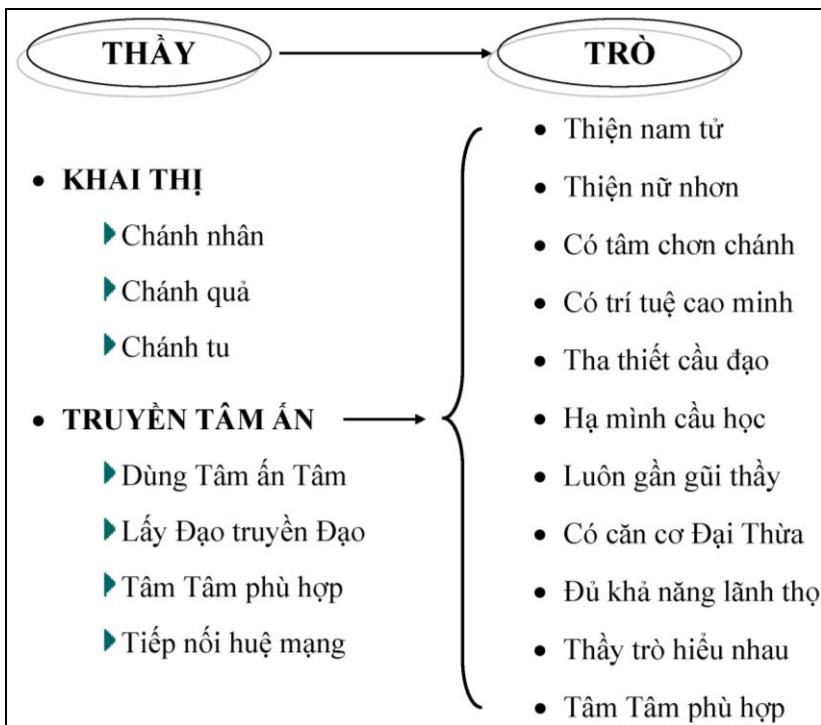 THẦY
TRÒ
• KHAI THỊ
Chánh nhân
Chánh quả
Chánh tu
• TRUYỀN TÂM ẤN
Dùng Tâm ấn Tâm
Lấy Đạo truyền Đạo
Tâm Tâm phù hợp
Tiếp nối huệ mạng
• Thiện nam tử
• Thiện nữ nhơn
• Có tâm chơn chánh
• Có trí tuệ cao minh
• Tha thiết cầu đạo
• Hạ mình cầu học
• Luôn gần gũi thầy
• Có căn cơ Đại Thừa
• Đủ khả năng lãnh thọ
• Thầy trò hiểu nhau
• Tâm Tâm phù hợp